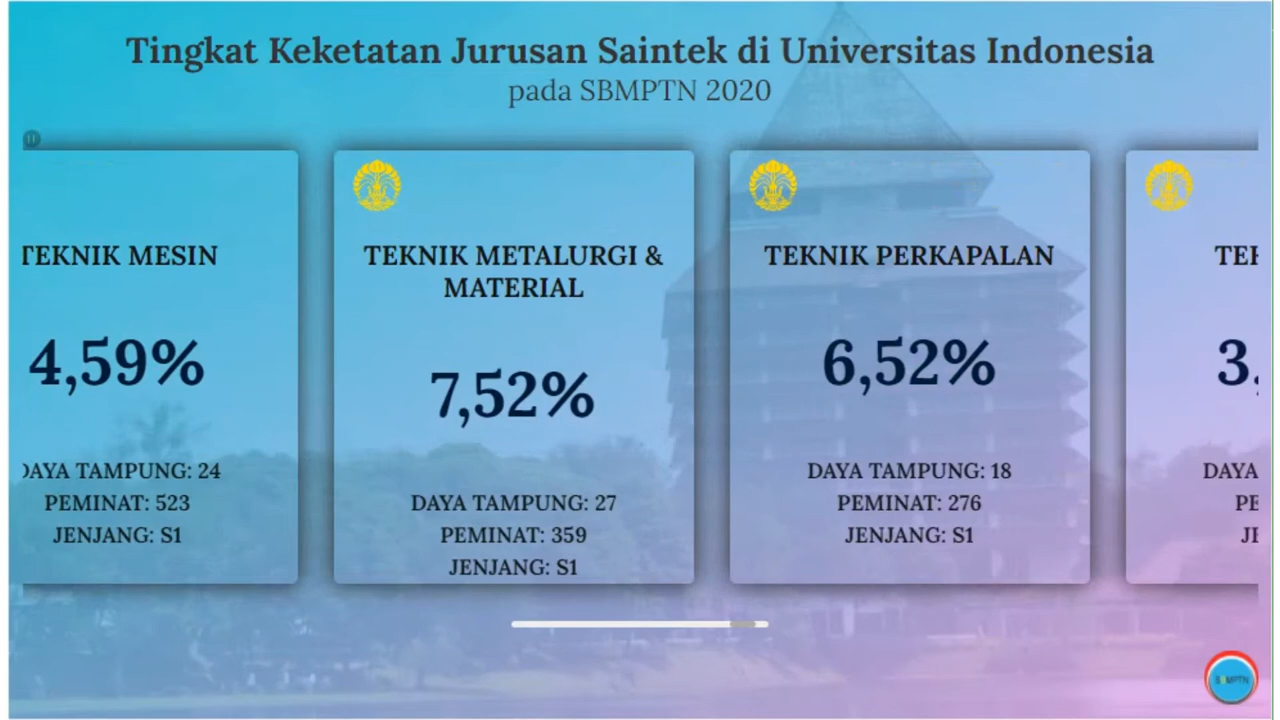 Tingkat Keketatan Jurusan Saintek di Universitas Indonesia
pada SBMPTN 2020
TEKNIK MESIN
4,59%
TAMPUNG: 24
PEMINAT: 523
JENJANG: S1
TEKNIK METALURGI &
MATERIAL
7,52%
DAYA TAMPUNG: 27
PEMINAT: 359
JENJANG: S1
TEKNIK PERKAPALAN
6,52%
DAYA TAMPUNG: 18
PEMINAT: 276
JENJANG: S1
3,
DAYA
SBMPTN